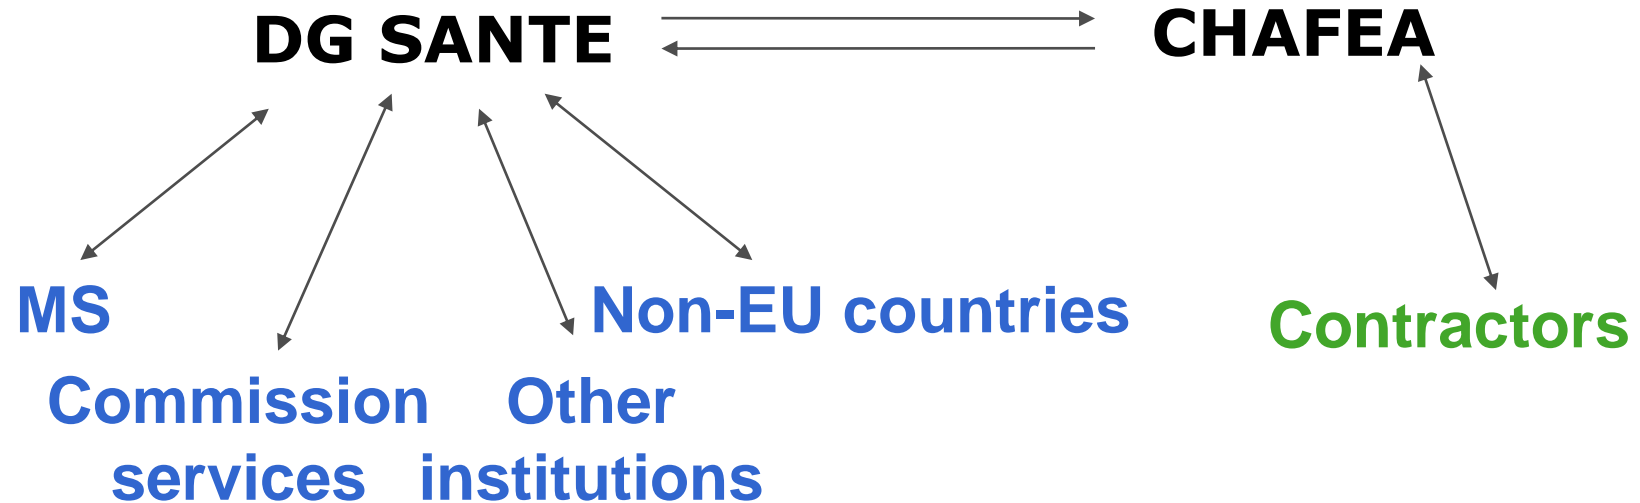 DG SANTE
CHAFEA
MS
Non-EU countries
Contractors
Commission
services
Other
institutions